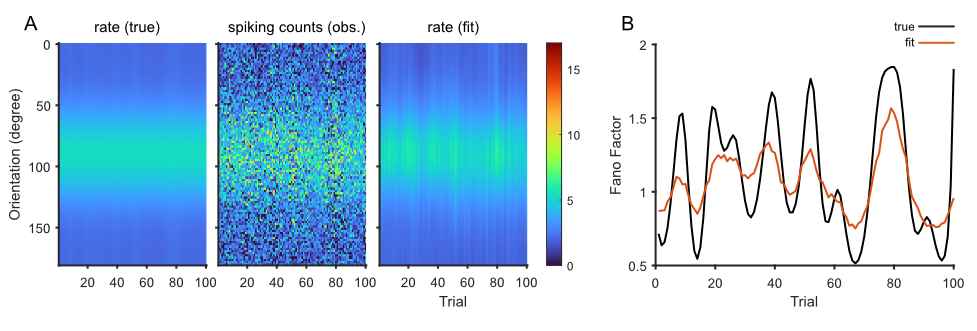 A
rate (true)
spiking counts (obs.)
rate (fit)
B
true
fit
Orientation (degree)
0
50
100
150
20 40 60 80 100
20 40 60 80 100
20 40 60 80 100
Trial
15
10
5
0
Fano Factor
2
1.5
1
0.5
0 20 40 60 80 100
Trial